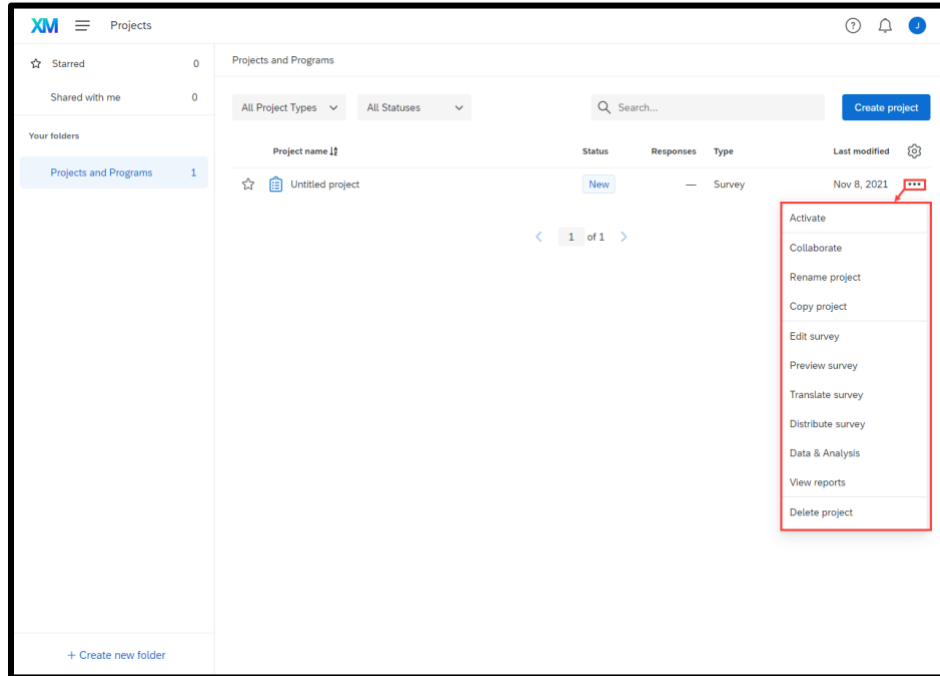 XM Projects
J
Starred 0
Shared with me 0
Your folders
Projects and Programs 1
+ Create new folder
Projects and Programs
All Project Types
All Statuses
Search...
Create project
Project name Status Responses Type Last modified
Untitled project New — Survey Nov 8, 2021
1 of 1
Activate
Collaborate
Rename project
Copy project
Edit survey
Preview survey
Translate survey
Distribute survey
Data & Analysis
View reports
Delete project